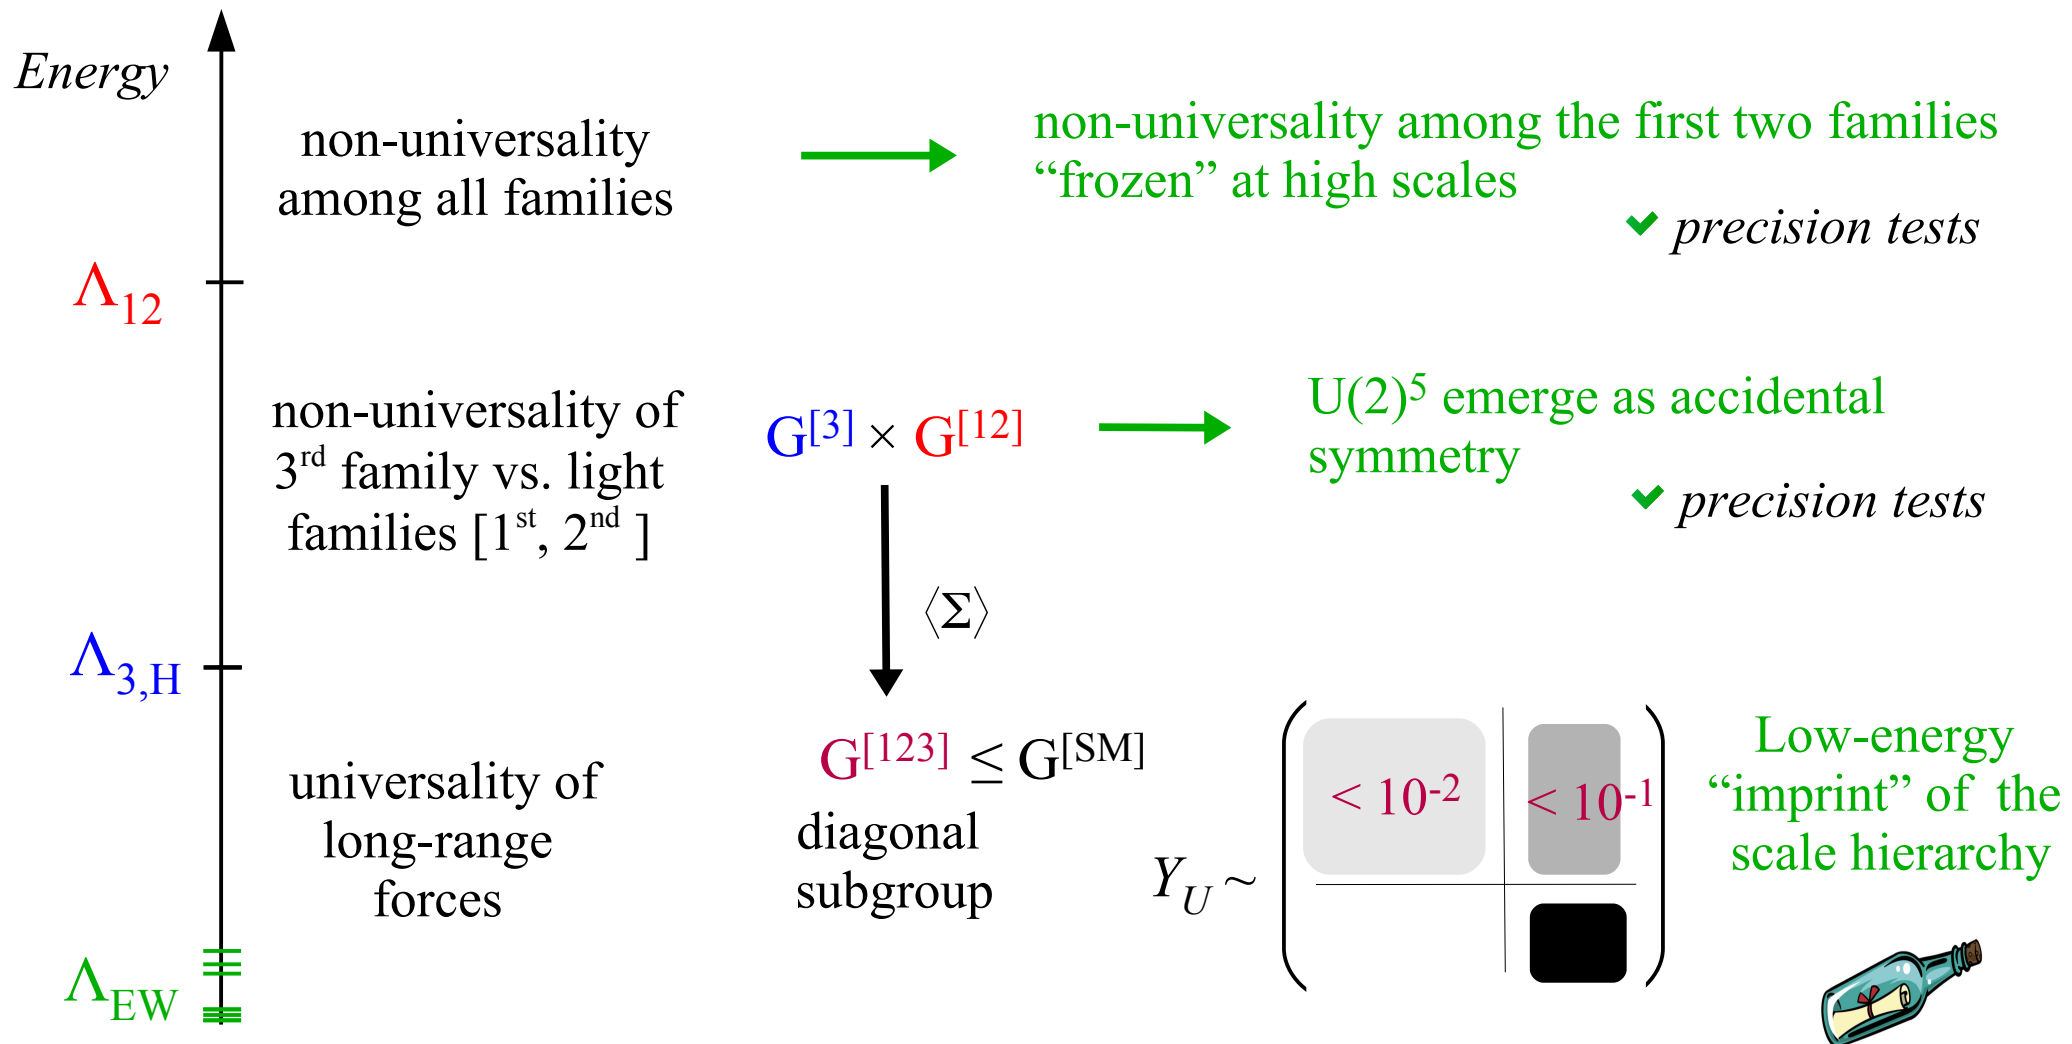 Energy
non-universality
among all families
non-universality among the first two families
“frozen” at high scales
✔ precision tests
Λ₁₂
non-universality of
3ʳᵈ family vs. light
families [1ˢᵗ, 2ⁿᵈ ]
G^[3] × G^[12]
U(2)⁵ emerge as accidental
symmetry
✔ precision tests
⟨Σ⟩
Λ_3,H
universality of
long-range
forces
G^[123] ≤ G^[SM]
diagonal
subgroup
Y_U ~
< 10⁻²
< 10⁻¹
Low-energy
“imprint” of the
scale hierarchy
Λ_EW